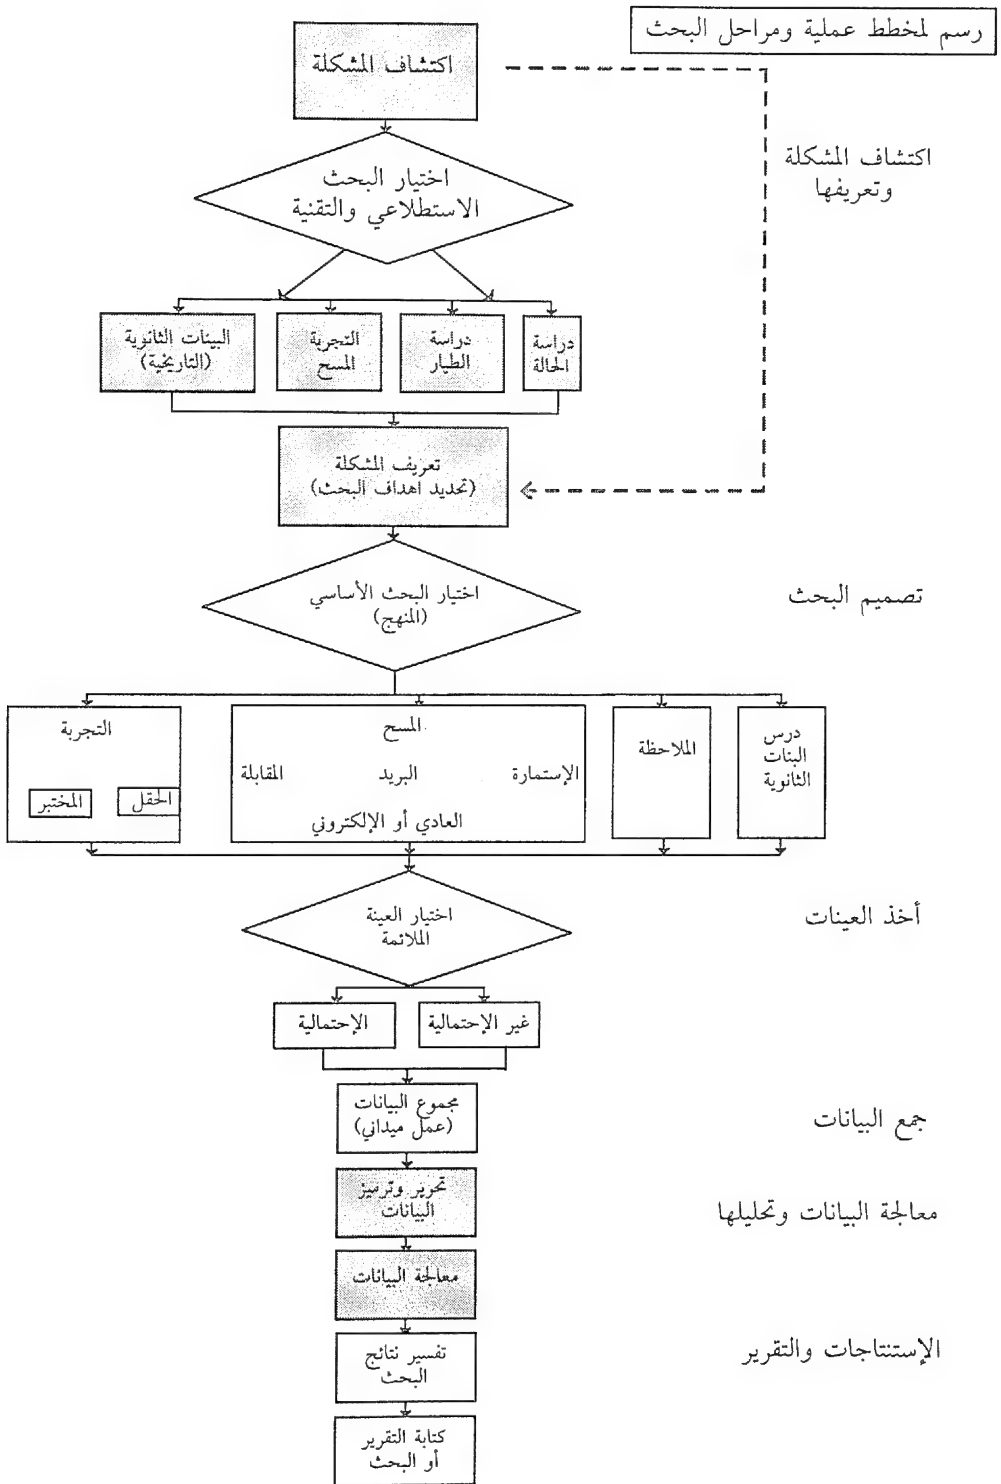 رسم لمخطط عملية ومراحل البحث
اكتشاف المشكلة
اكتشاف المشكلة
وتعريفها
اختيار البحث
الاستطلاعي والتقنية
دراسة
الحالة
دراسة
الطيار
التجربة
المسح
البينات الثانوية
(التاريخية)
تعريف المشكلة
(تحديد اهداف البحث)
تصميم البحث
اختيار البحث الأساسي
(المنهج)
درس
البنات
الثانوية
الملاحظة
المسح
الإستمارة البريد المقابلة
العادي أو الإلكتروني
التجربة
الحقل المختبر
أخذ العينات
اختيار العينة
الملائمة
غير الإحتمالية
الإحتمالية
جمع البيانات
مجموع البيانات
(عمل ميداني)
معالجة البيانات وتحليلها
تحوير وترميز
البيانات
معالجة البيانات
الإستنتاجات والتقرير
تفسير نتائج
البحث
كتابة التقرير
أو البحث